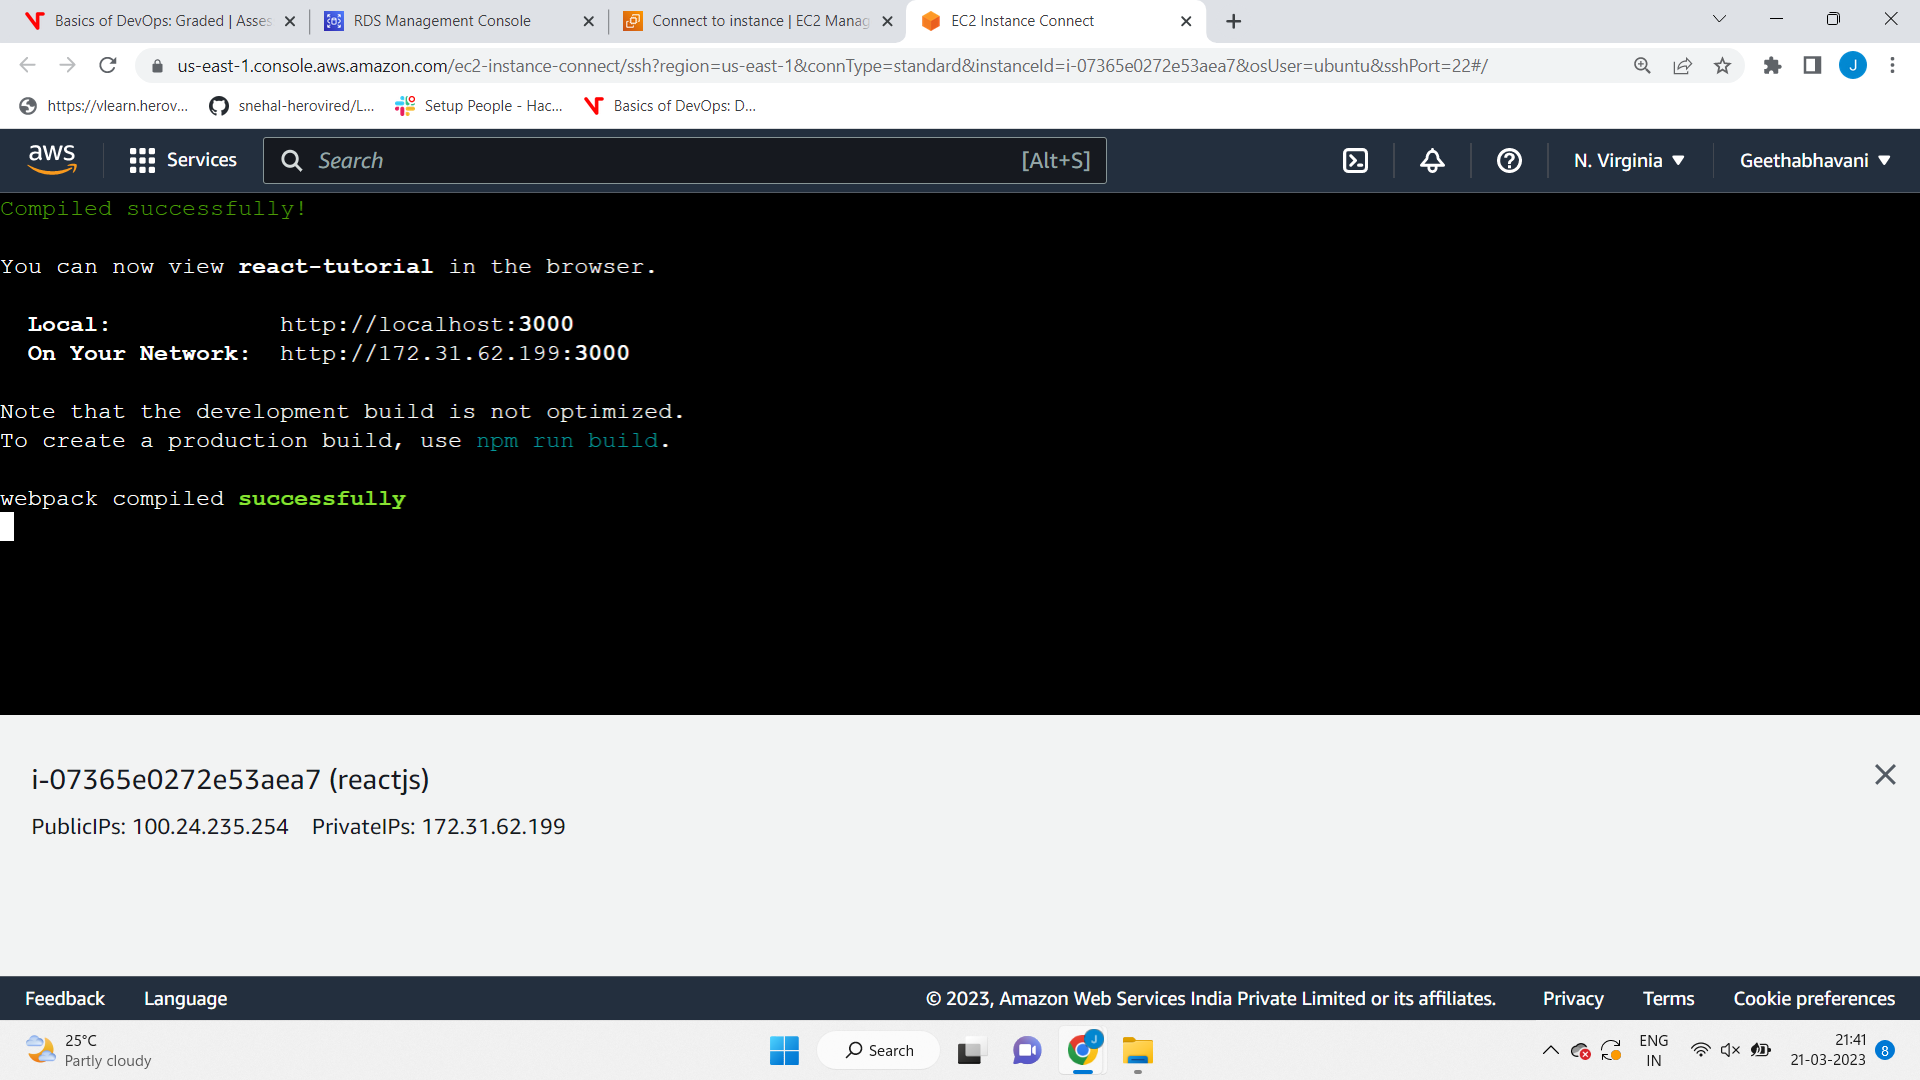 Basics of DevOps: Graded | Asses
RDS Management Console
Connect to instance | EC2 Manag
EC2 Instance Connect
us-east-1.console.aws.amazon.com/ec2-instance-connect/ssh?region=us-east-1&connType=standard&instanceId=i-07365e0272e53aea7&osUser=ubuntu&sshPort=22#/
J
https://vlearn.herov...
snehal-herovired/L...
Setup People - Hac...
Basics of DevOps: D...
aws
Services
Search
[Alt+S]
N. Virginia
Geethabhavani
Compiled successfully!
You can now view react-tutorial in the browser.
Local: http://localhost:3000
On Your Network: http://172.31.62.199:3000
Note that the development build is not optimized.
To create a production build, use npm run build.
webpack compiled successfully
i-07365e0272e53aea7 (reactjs)
PublicIPs: 100.24.235.254 PrivateIPs: 172.31.62.199
Feedback
Language
© 2023, Amazon Web Services India Private Limited or its affiliates.
Privacy
Terms
Cookie preferences
25°C
Partly cloudy
Search
J
ENG
IN
21:41
21-03-2023
8